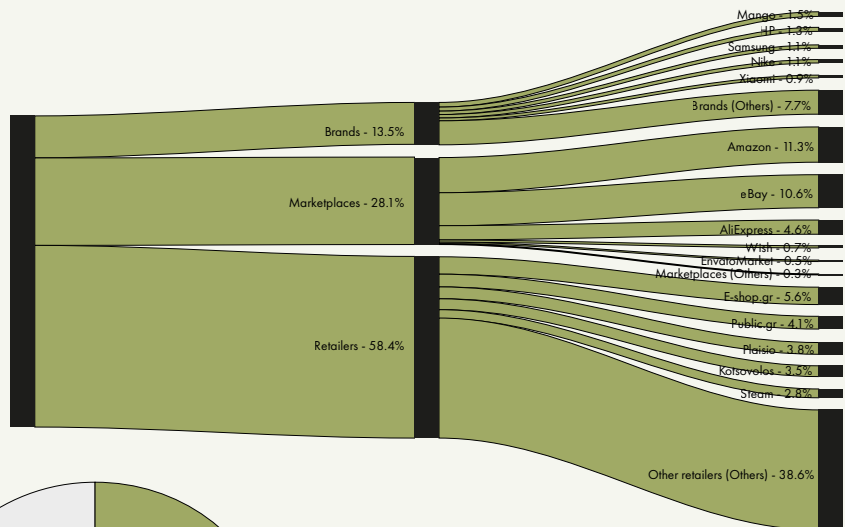 Mango - 1.5%
HP - 1.3%
Samsung - 1.1%
Nike - 1.1%
Xiaomi - 0.9%
Brands (Others) - 7.7%
Brands - 13.5%
Amazon - 11.3%
eBay - 10.6%
Marketplaces - 28.1%
AliExpress - 4.6%
Wish - 0.7%
EnvatoMarket - 0.5%
Marketplaces (Others) - 0.3%
E-shop.gr - 5.6%
Public.gr - 4.1%
Retailers - 58.4%
Plaisio - 3.8%
Kotsovolos - 3.5%
Steam - 2.8%
Other retailers (Others) - 38.6%